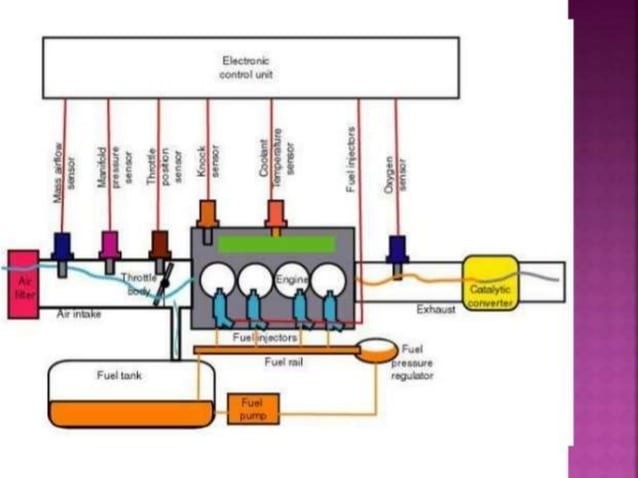 Electronic
control unit
Mass airflow
sensor
Manifold
pressure
sensor
Throttle
position
sensor
Knock
sensor
Coolant
Temperature
sensor
Fuel injectors
Oxygen
sensor
Air
filter
Throttle
body
Engine
Catalytic
converter
Air intake
Exhaust
Fuel injectors
Fuel rail
Fuel
pressure
regulator
Fuel tank
Fuel
pump